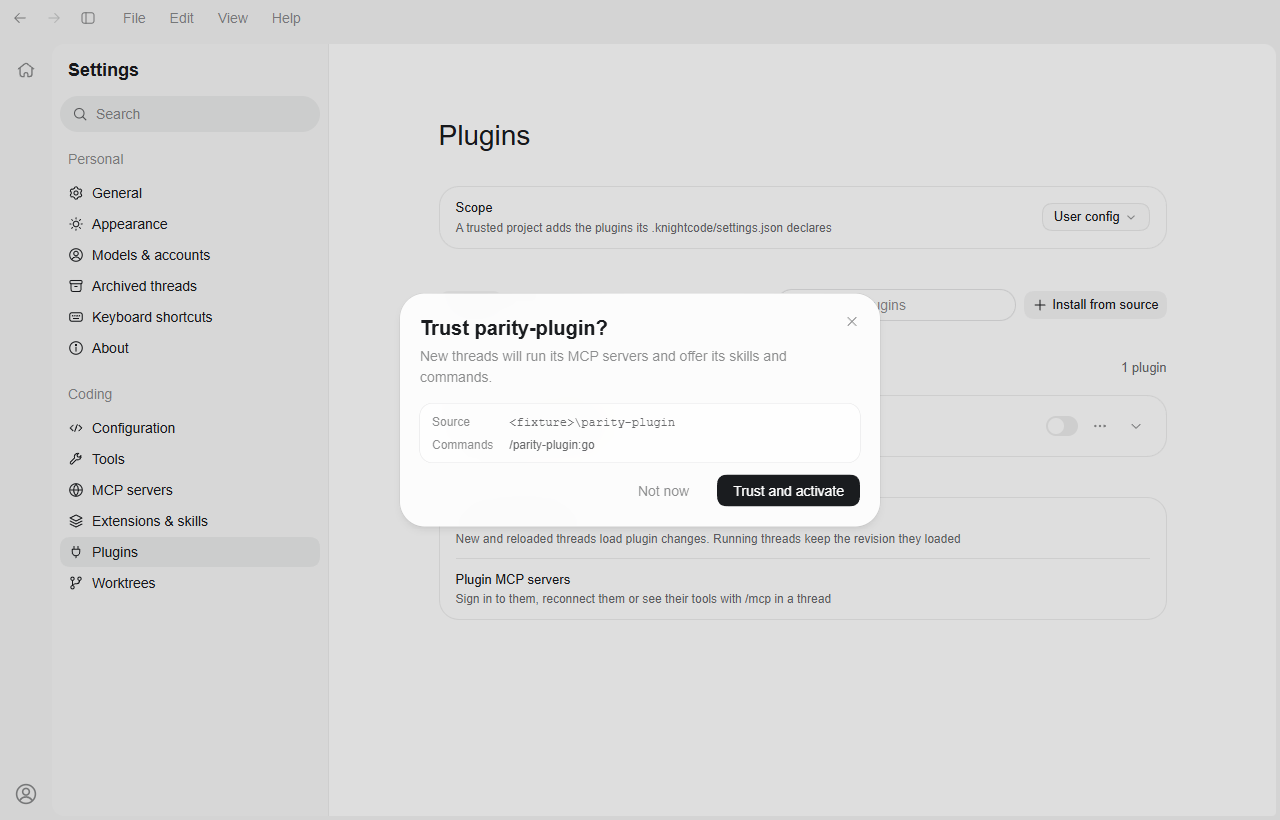 File Edit View Help
Settings
Search
Personal
General
Appearance
Models & accounts
Archived threads
Keyboard shortcuts
About
Coding
Configuration
Tools
MCP servers
Extensions & skills
Plugins
Worktrees
Plugins
Scope
A trusted project adds the plugins its .knightcode/settings.json declares
User config
Install from source
1 plugin
Trust parity-plugin?
New threads will run its MCP servers and offer its skills and
commands.
Source <fixture>\parity-plugin
Commands /parity-plugin:go
Not now Trust and activate
New and reloaded threads load plugin changes. Running threads keep the revision they loaded
Plugin MCP servers
Sign in to them, reconnect them or see their tools with /mcp in a thread